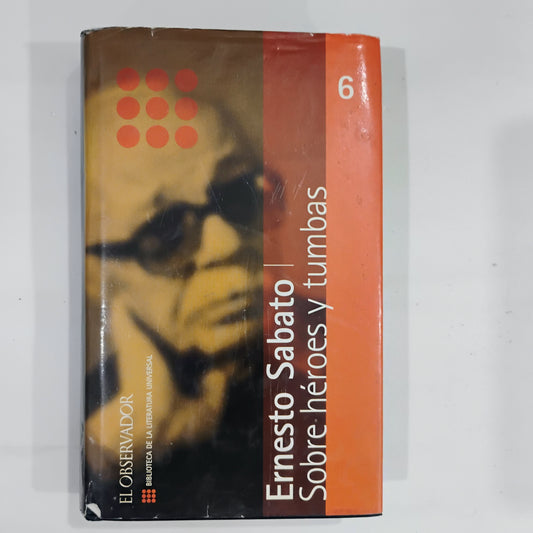 6
Ernesto Sabato |
Sobre héroes y tumbas
EL OBSERVADOR
BIBLIOTECA DE LA LITERATURA UNIVERSAL